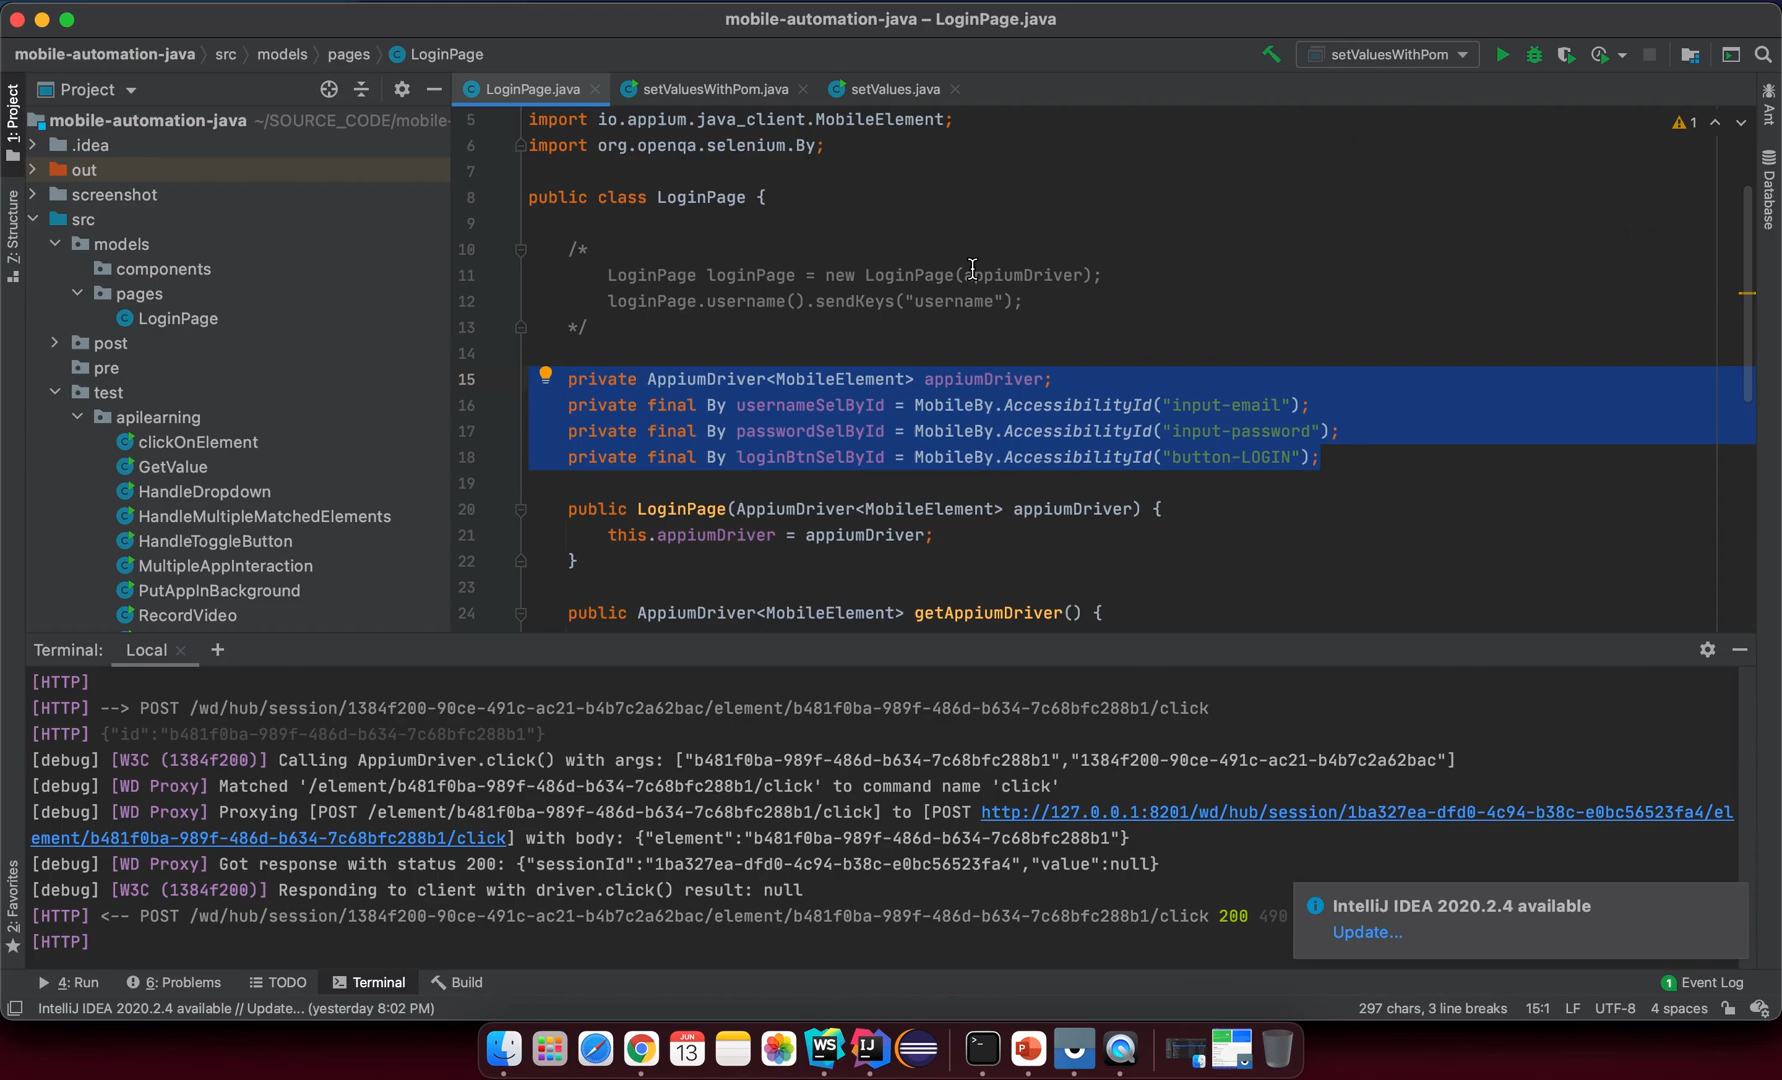 mobile-automation-java – LoginPage.java
mobile-automation-java
src
models
pages
LoginPage
setValuesWithPom
1: Project
7: Structure
2: Favorites
Ant
Database
Project
LoginPage.java
setValuesWithPom.java
setValues.java
mobile-automation-java ~/SOURCE_CODE/mobile-
.idea
out
screenshot
src
models
components
pages
LoginPage
post
pre
test
apilearning
clickOnElement
GetValue
HandleDropdown
HandleMultipleMatchedElements
HandleToggleButton
MultipleAppInteraction
PutAppInBackground
RecordVideo
1
5 import io.appium.java_client.MobileElement;
6 import org.openqa.selenium.By;
7
8 public class LoginPage {
9
10 /*
11 LoginPage loginPage = new LoginPage(appiumDriver);
12 loginPage.username().sendKeys("username");
13 */
14
15 private AppiumDriver<MobileElement> appiumDriver;
16 private final By usernameSelById = MobileBy.AccessibilityId("input-email");
17 private final By passwordSelById = MobileBy.AccessibilityId("input-password");
18 private final By loginBtnSelById = MobileBy.AccessibilityId("button-LOGIN");
19
20 public LoginPage(AppiumDriver<MobileElement> appiumDriver) {
21 this.appiumDriver = appiumDriver;
22 }
23
24 public AppiumDriver<MobileElement> getAppiumDriver() {
Terminal: Local
[HTTP]
[HTTP] --> POST /wd/hub/session/1384f200-90ce-491c-ac21-b4b7c2a62bac/element/b481f0ba-989f-486d-b634-7c68bfc288b1/click
[HTTP] {"id":"b481f0ba-989f-486d-b634-7c68bfc288b1"}
[debug] [W3C (1384f200)] Calling AppiumDriver.click() with args: ["b481f0ba-989f-486d-b634-7c68bfc288b1","1384f200-90ce-491c-ac21-b4b7c2a62bac"]
[debug] [WD Proxy] Matched '/element/b481f0ba-989f-486d-b634-7c68bfc288b1/click' to command name 'click'
[debug] [WD Proxy] Proxying [POST /element/b481f0ba-989f-486d-b634-7c68bfc288b1/click] to [POST http://127.0.0.1:8201/wd/hub/session/1ba327ea-dfd0-4c94-b38c-e0bc56523fa4/el
ement/b481f0ba-989f-486d-b634-7c68bfc288b1/click] with body: {"element":"b481f0ba-989f-486d-b634-7c68bfc288b1"}
[debug] [WD Proxy] Got response with status 200: {"sessionId":"1ba327ea-dfd0-4c94-b38c-e0bc56523fa4","value":null}
[debug] [W3C (1384f200)] Responding to client with driver.click() result: null
[HTTP] <-- POST /wd/hub/session/1384f200-90ce-491c-ac21-b4b7c2a62bac/element/b481f0ba-989f-486d-b634-7c68bfc288b1/click 200 490
[HTTP]
IntelliJ IDEA 2020.2.4 available
Update...
4: Run
6: Problems
TODO
Terminal
Build
1 Event Log
IntelliJ IDEA 2020.2.4 available // Update... (yesterday 8:02 PM)
297 chars, 3 line breaks
15:1
LF
UTF-8
4 spaces
JUN
13
WS
IJ